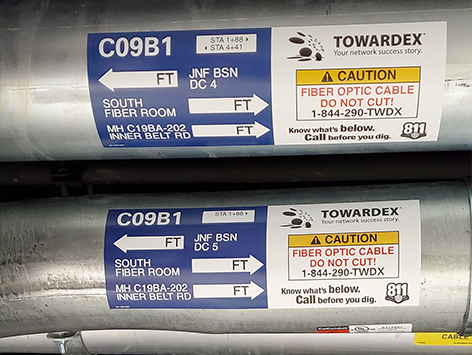 C09B1
STA 1+88 ▸
◂ STA 4+41
FT
JNF BSN
DC 4
SOUTH
FIBER ROOM
FT
MH C19BA-202
INNER BELT RD
FT
TOWARDEX
Your network success story.
CAUTION
FIBER OPTIC CABLE
DO NOT CUT!
1-844-290-TWDX
Know what's below.
Call before you dig.
811
C09B1
STA 1+88 ▸
FT
JNF BSN
DC 5
SOUTH
FIBER ROOM
FT
MH C19BA-202
INNER BELT RD
FT
TOWARDEX
Your network success story.
CAUTION
FIBER OPTIC CABLE
DO NOT CUT!
1-844-290-TWDX
Know what's below.
Call before you dig.
811
CABLE